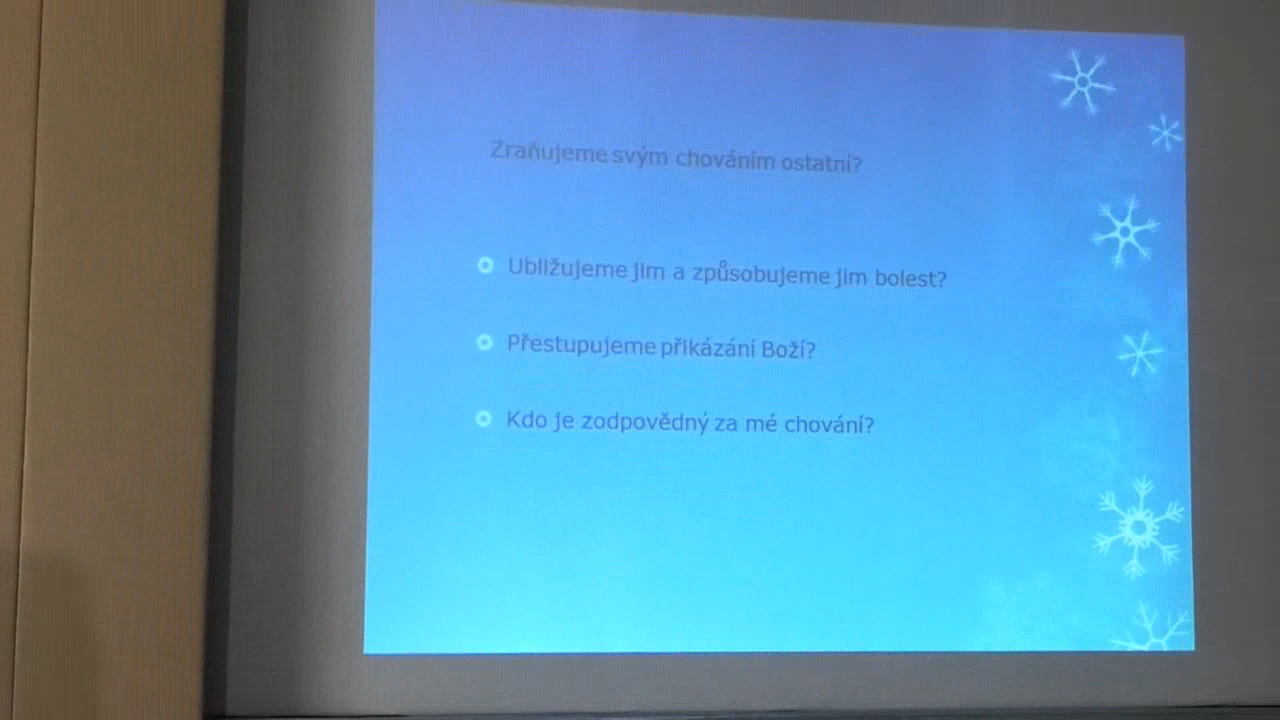 Zraňujeme svým chováním ostatní?
Ubližujeme jim a způsobujeme jim bolest?
Přestupujeme přikázání Boží?
Kdo je zodpovědný za mé chování?